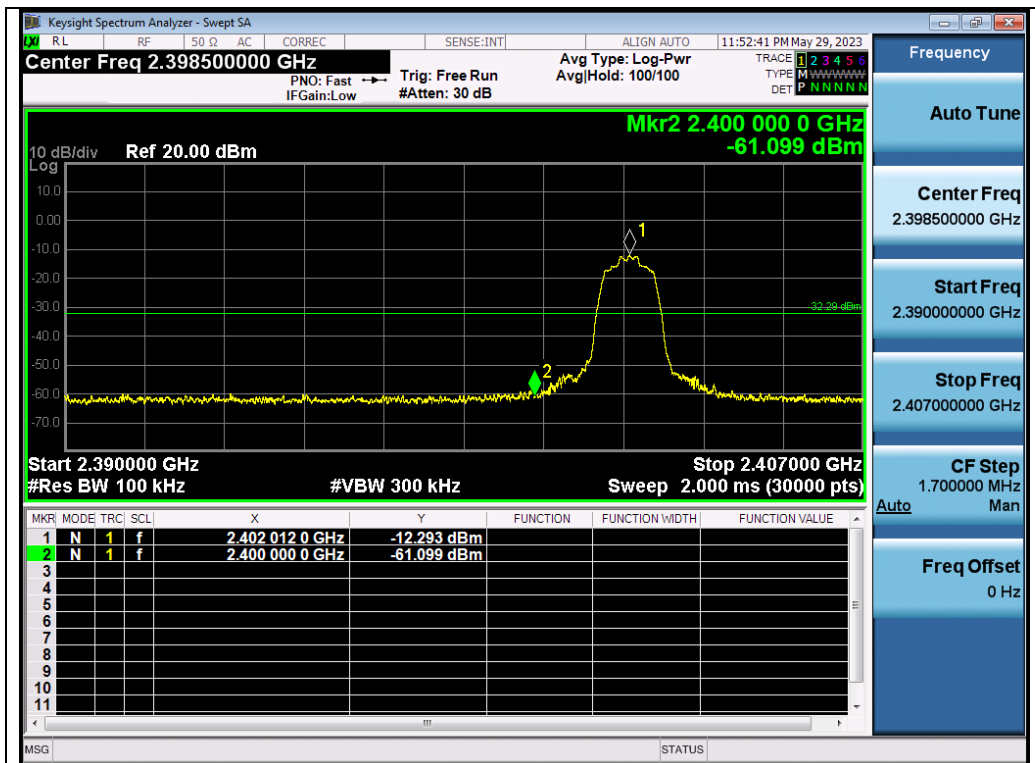 Keysight Spectrum Analyzer - Swept SA
LXI RL RF 50 Ω AC CORREC SENSE:INT ALIGN AUTO 11:52:41 PM May 29, 2023
Center Freq 2.398500000 GHz
PNO: Fast
IFGain:Low
Trig: Free Run
#Atten: 30 dB
Avg Type: Log-Pwr
Avg|Hold: 100/100
TRACE 1 2 3 4 5 6
TYPE M WWWWW
DET P N N N N N
Mkr2 2.400 000 0 GHz
-61.099 dBm
10 dB/div Ref 20.00 dBm
Log
10.0
0.00
-10.0
-20.0
-30.0
-40.0
-50.0
-60.0
-70.0
1
2
32.29 dBm
Start 2.390000 GHz Stop 2.407000 GHz
#Res BW 100 kHz #VBW 300 kHz Sweep 2.000 ms (30000 pts)
MKR MODE TRC SCL X Y FUNCTION FUNCTION WIDTH FUNCTION VALUE
1 N 1 f 2.402 012 0 GHz -12.293 dBm
2 N 1 f 2.400 000 0 GHz -61.099 dBm
3
4
5
6
7
8
9
10
11
MSG STATUS
Frequency
Auto Tune
Center Freq
2.398500000 GHz
Start Freq
2.390000000 GHz
Stop Freq
2.407000000 GHz
CF Step
1.700000 MHz
Auto Man
Freq Offset
0 Hz